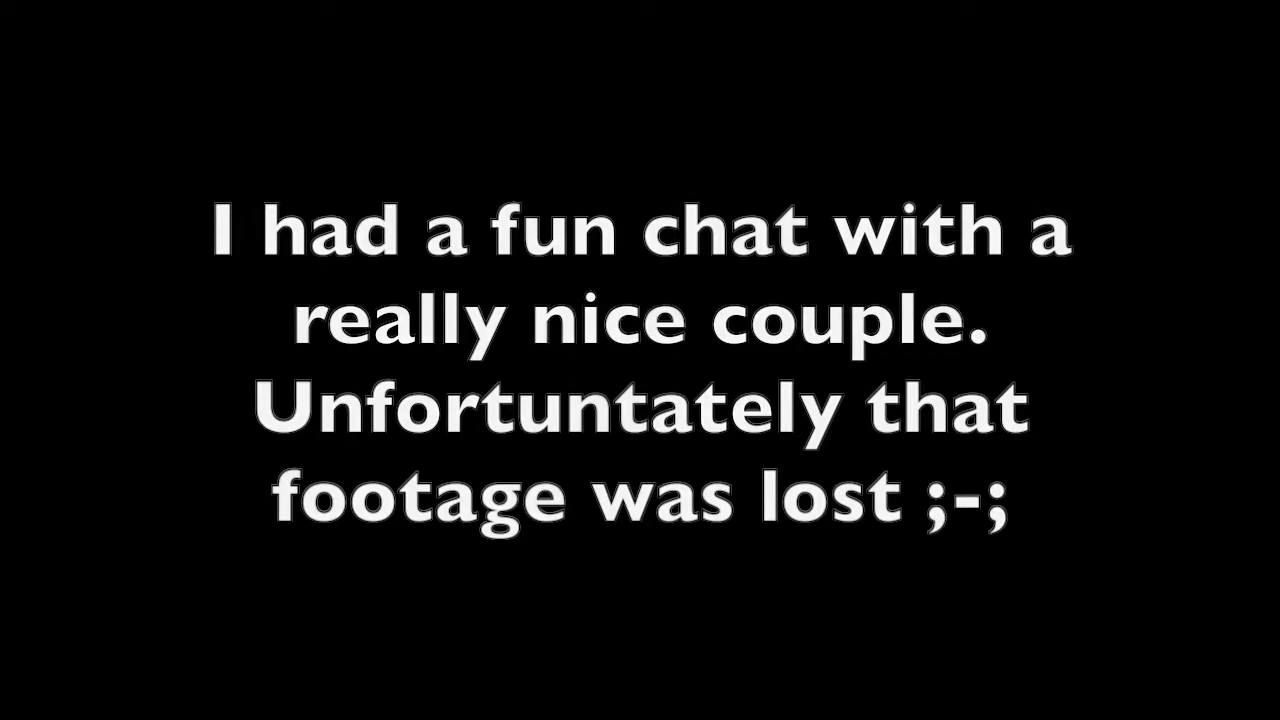 I had a fun chat with a
really nice couple.
Unfortuntately that
footage was lost ;-;